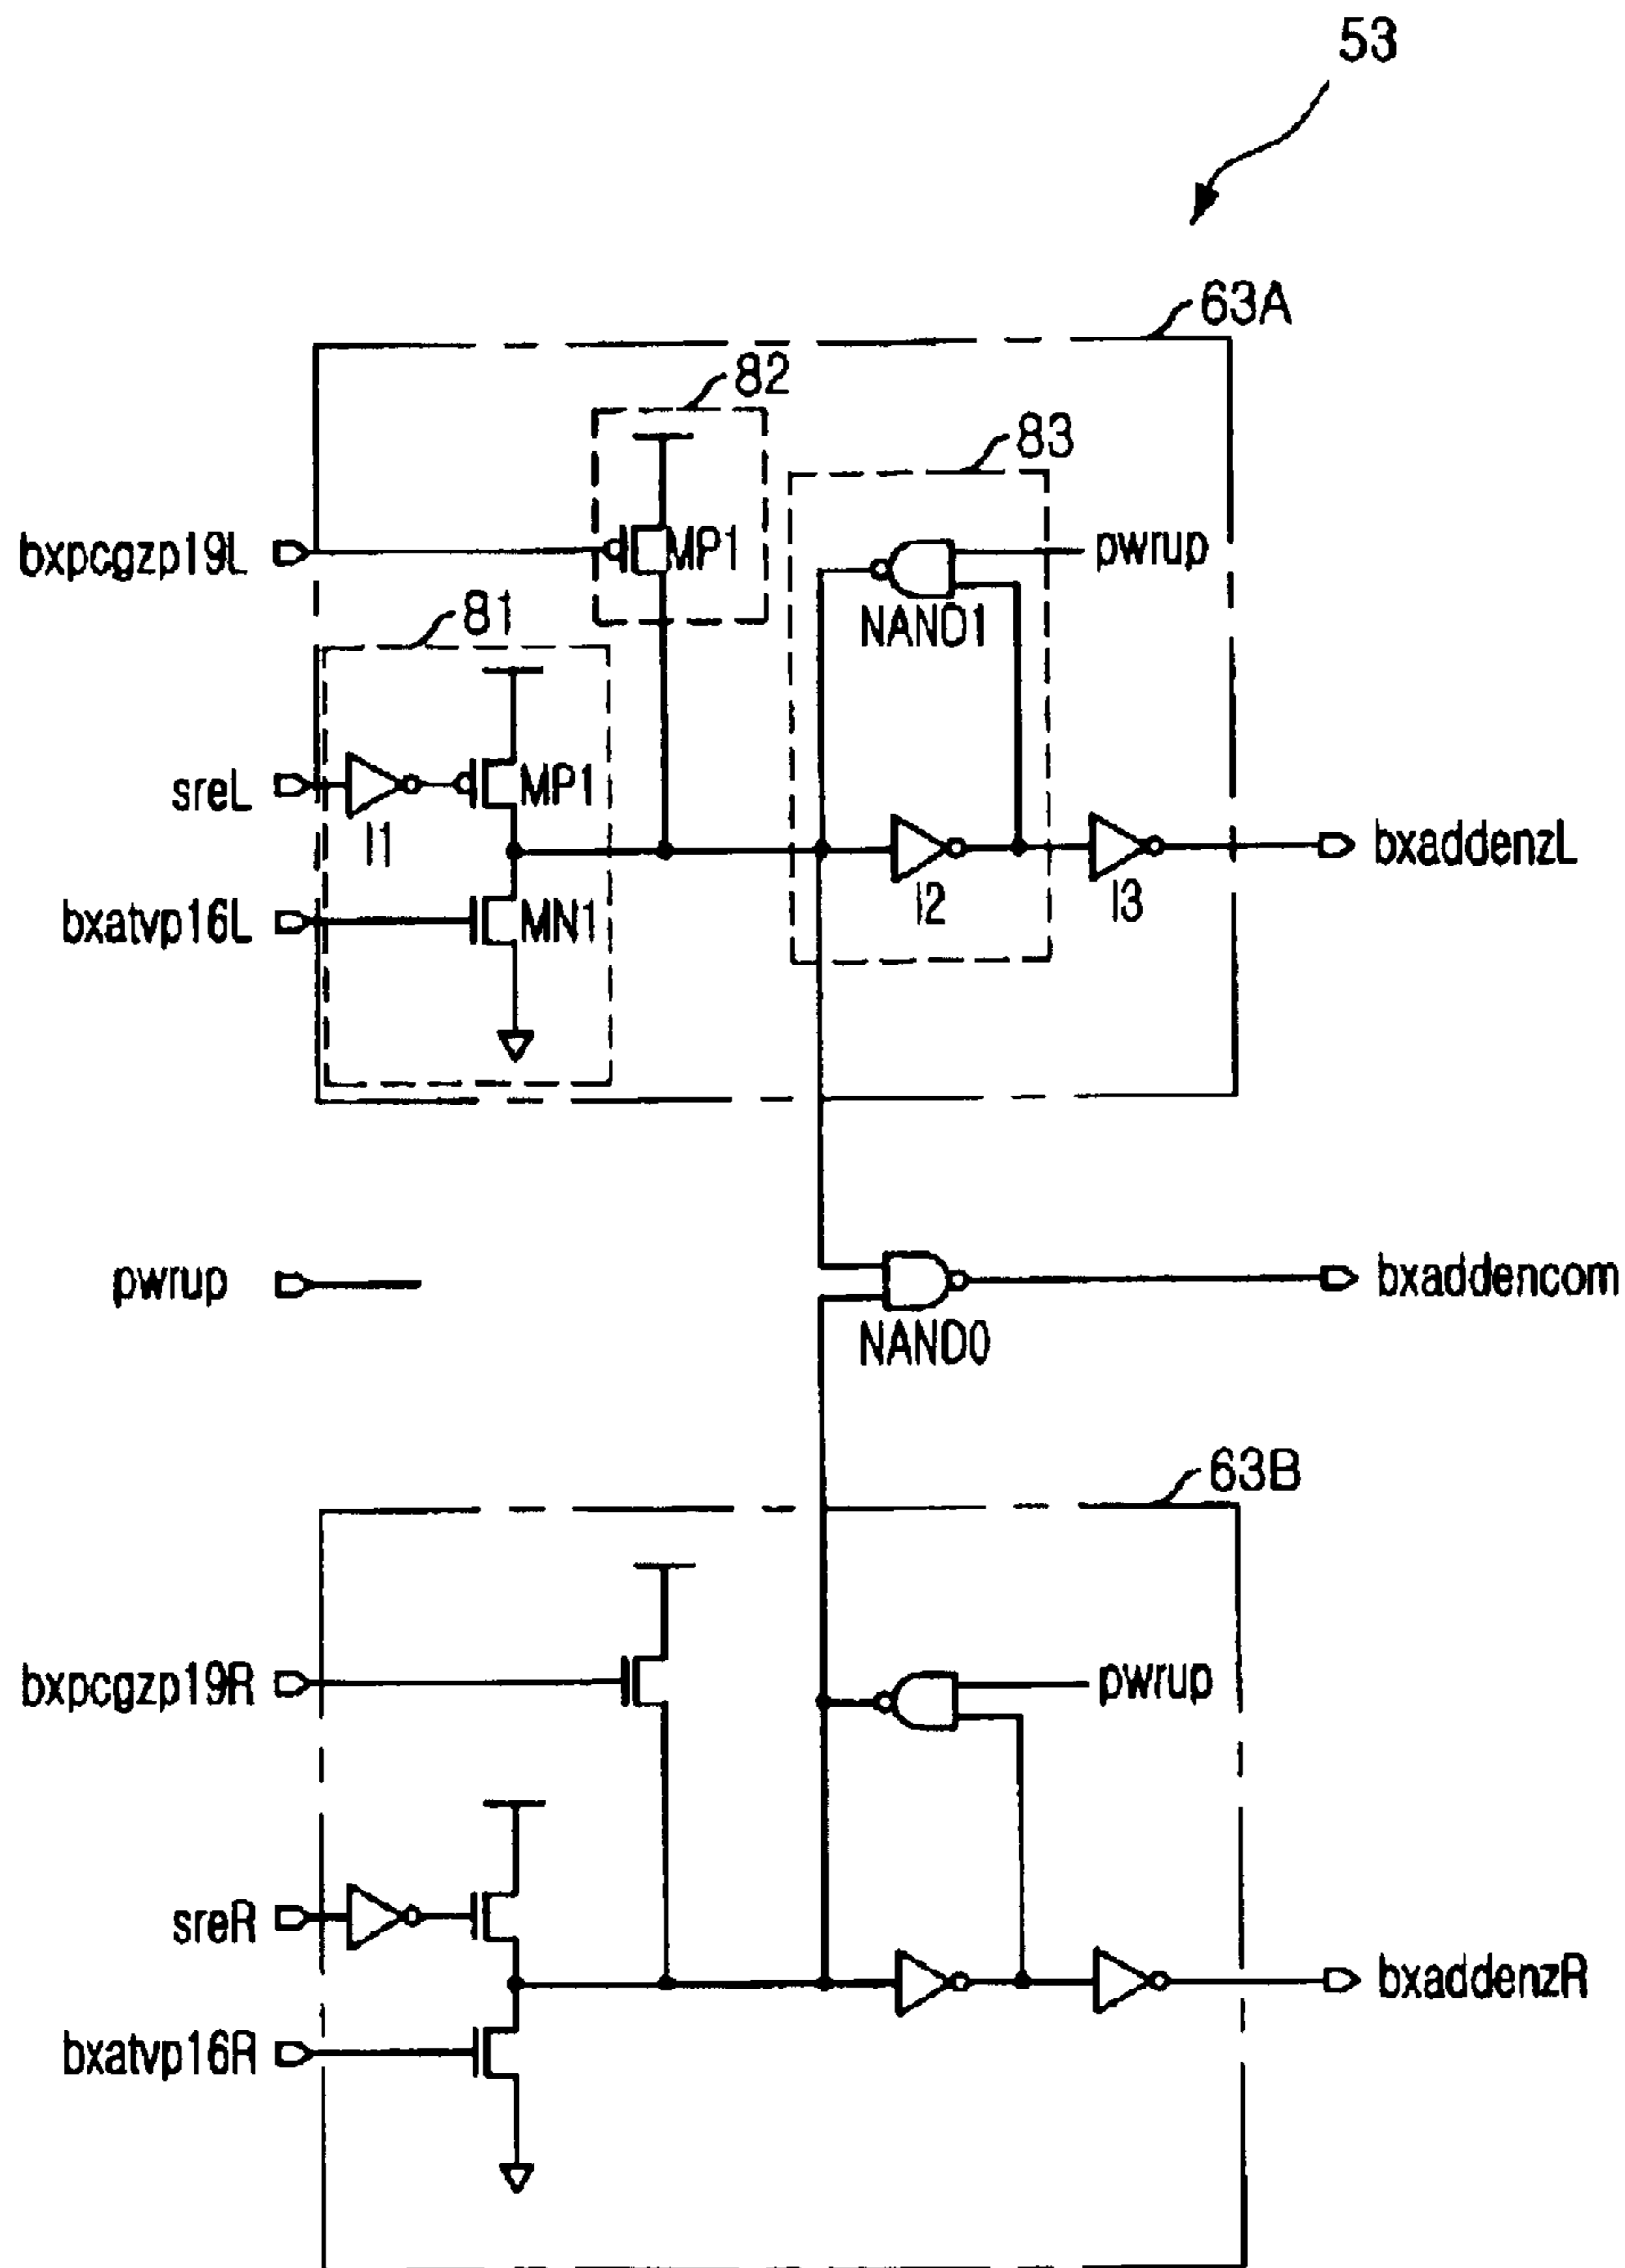 53
63A
82
83
bxpcgzp19L
MP1
pwrup
NAND1
81
sreL
I1
MP1
bxaddenzL
I2
I3
bxatvp16L
MN1
pwrup
bxaddencom
NAND0
63B
bxpcgzp19R
pwrup
sreR
bxaddenzR
bxatvp16R